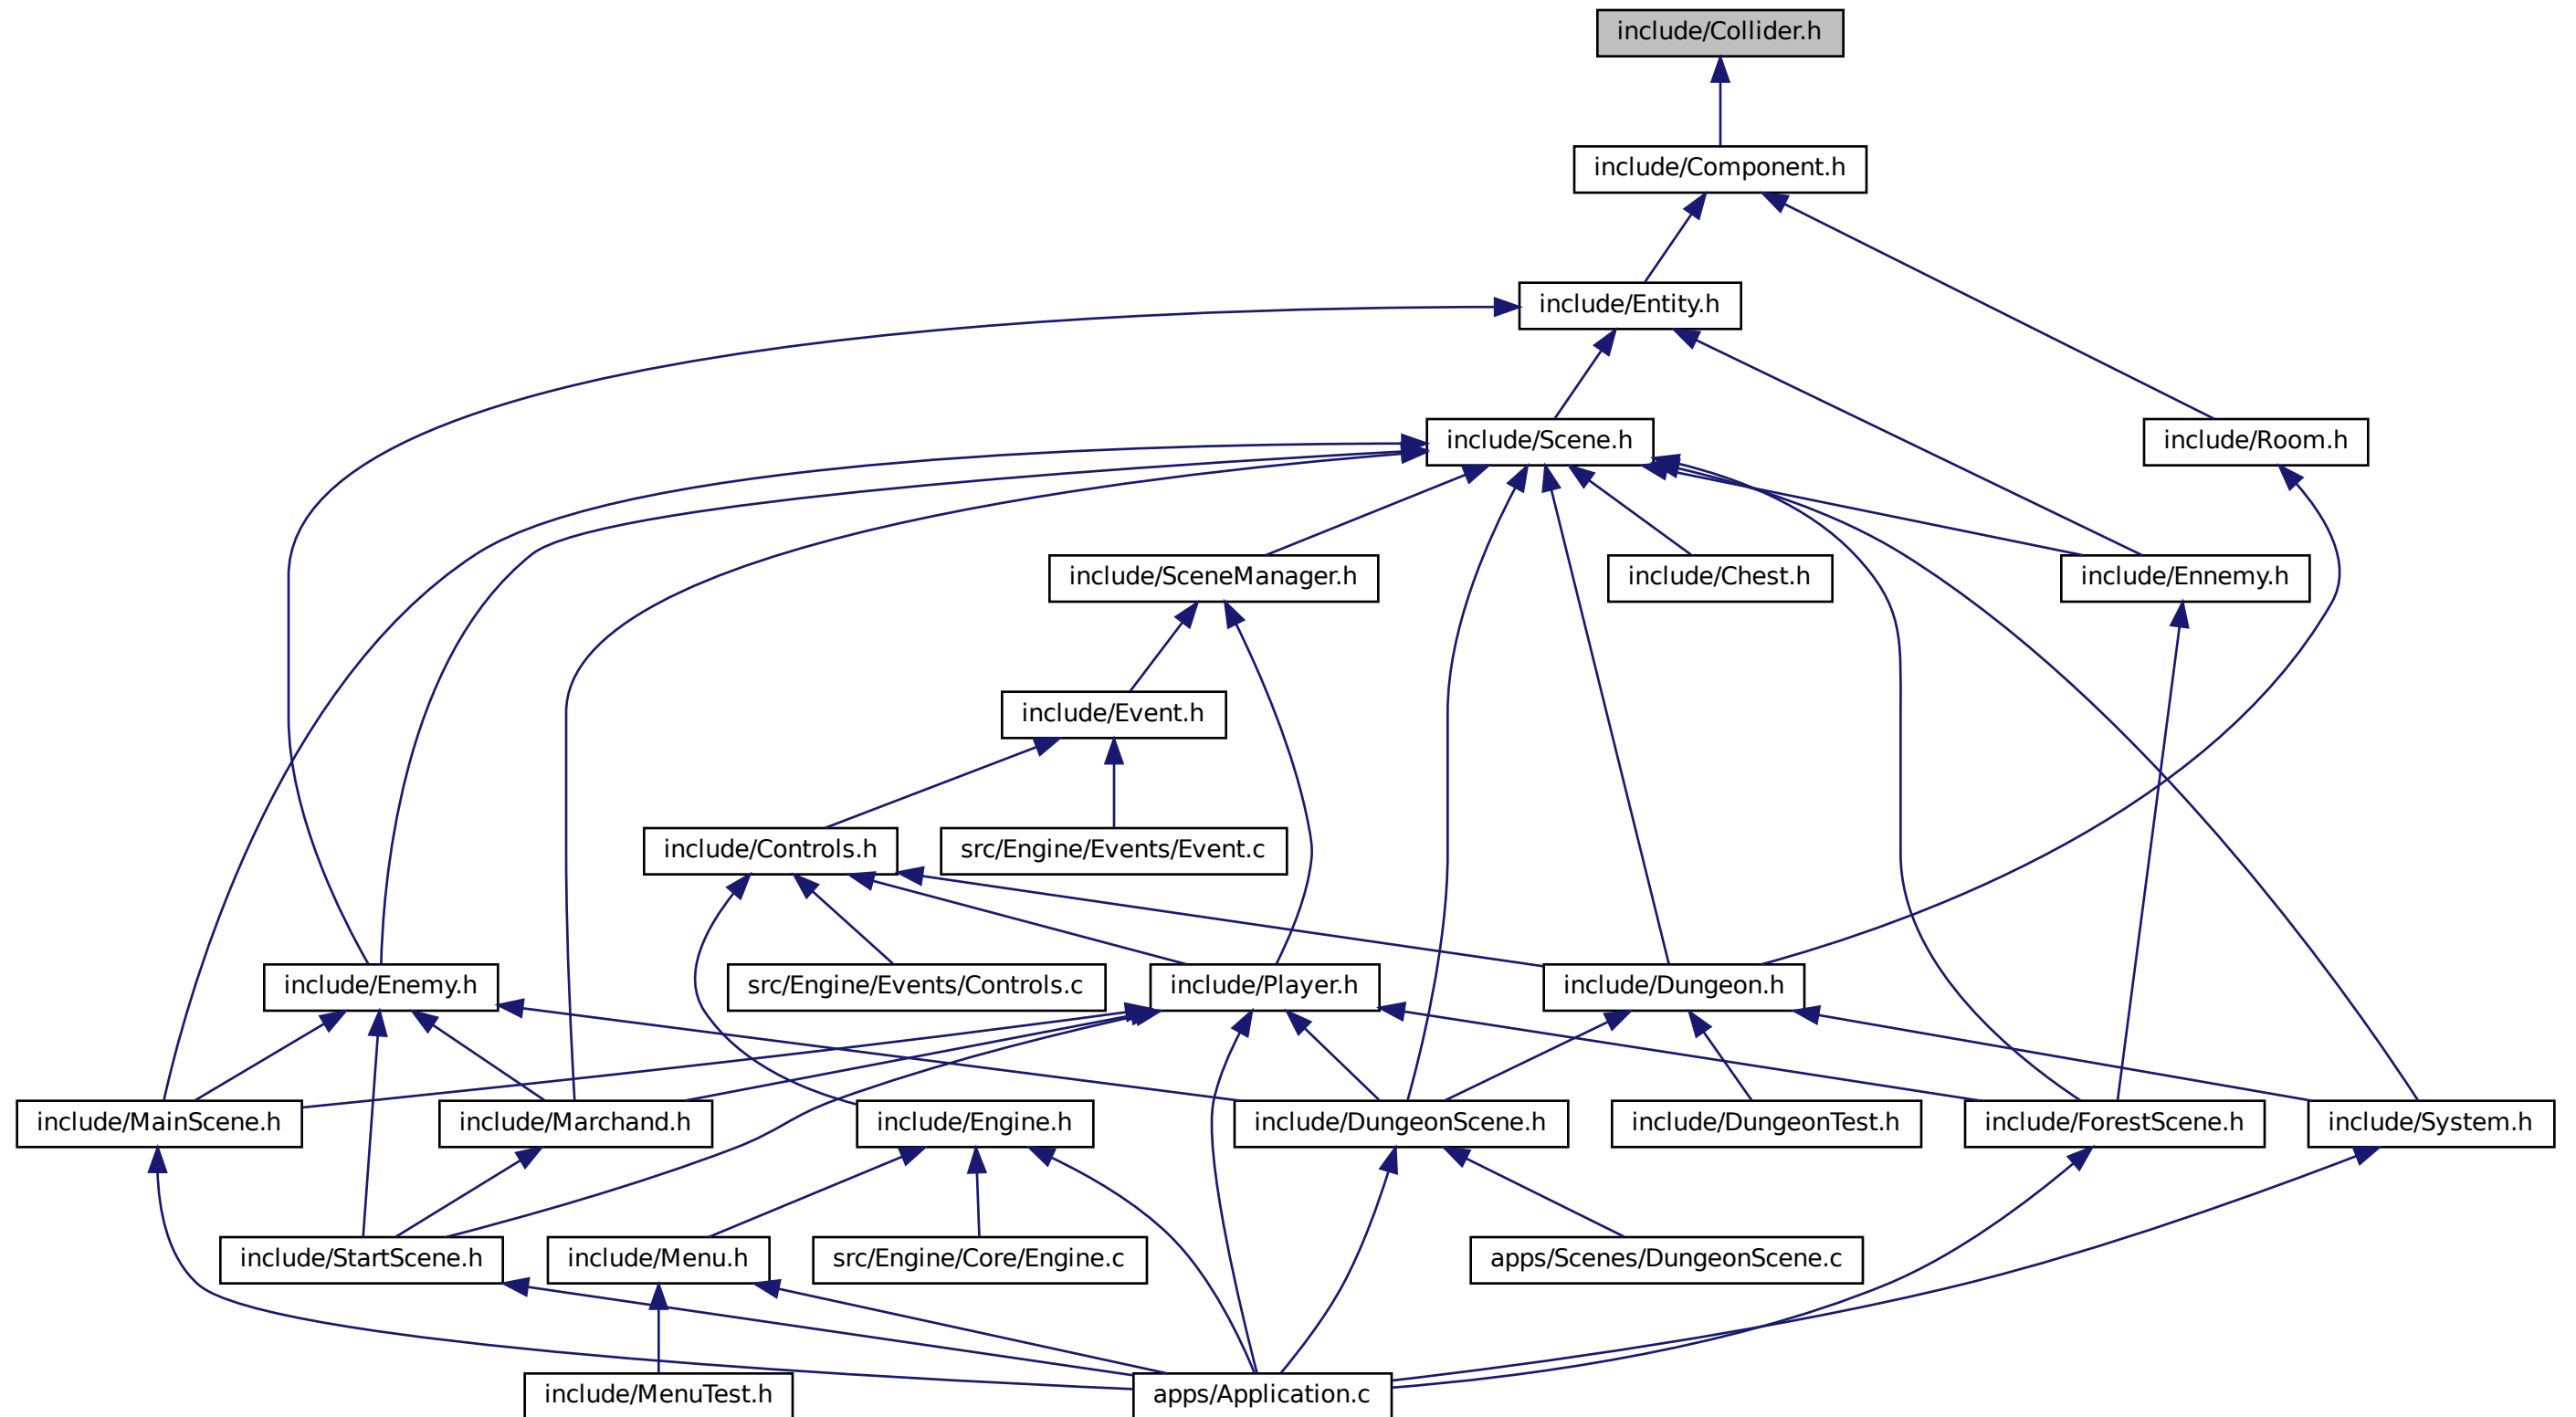 include/Collider.h
include/Component.h
include/Entity.h
include/Scene.h
include/Room.h
include/SceneManager.h
include/Chest.h
include/Ennemy.h
include/Event.h
include/Controls.h
src/Engine/Events/Event.c
include/Enemy.h
src/Engine/Events/Controls.c
include/Player.h
include/Dungeon.h
include/MainScene.h
include/Marchand.h
include/Engine.h
include/DungeonScene.h
include/DungeonTest.h
include/ForestScene.h
include/System.h
include/StartScene.h
include/Menu.h
src/Engine/Core/Engine.c
apps/Scenes/DungeonScene.c
include/MenuTest.h
apps/Application.c